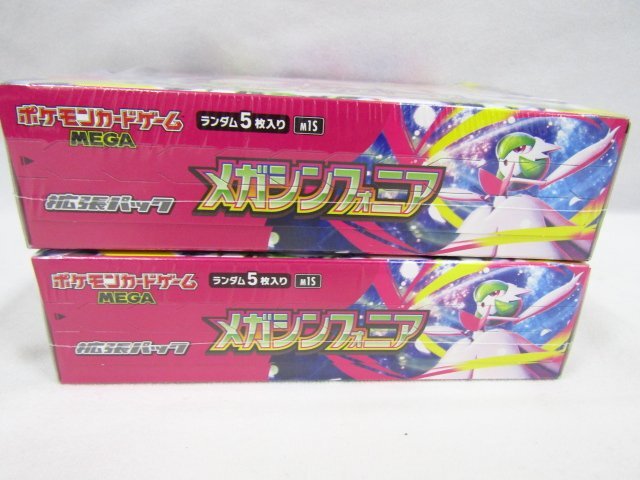 ポケモンカードゲーム
MEGA
ランダム5枚入り M1S
拡張パック
メガシンフォニア
ポケモンカードゲーム
MEGA
ランダム5枚入り M1S
拡張パック
メガシンフォニア